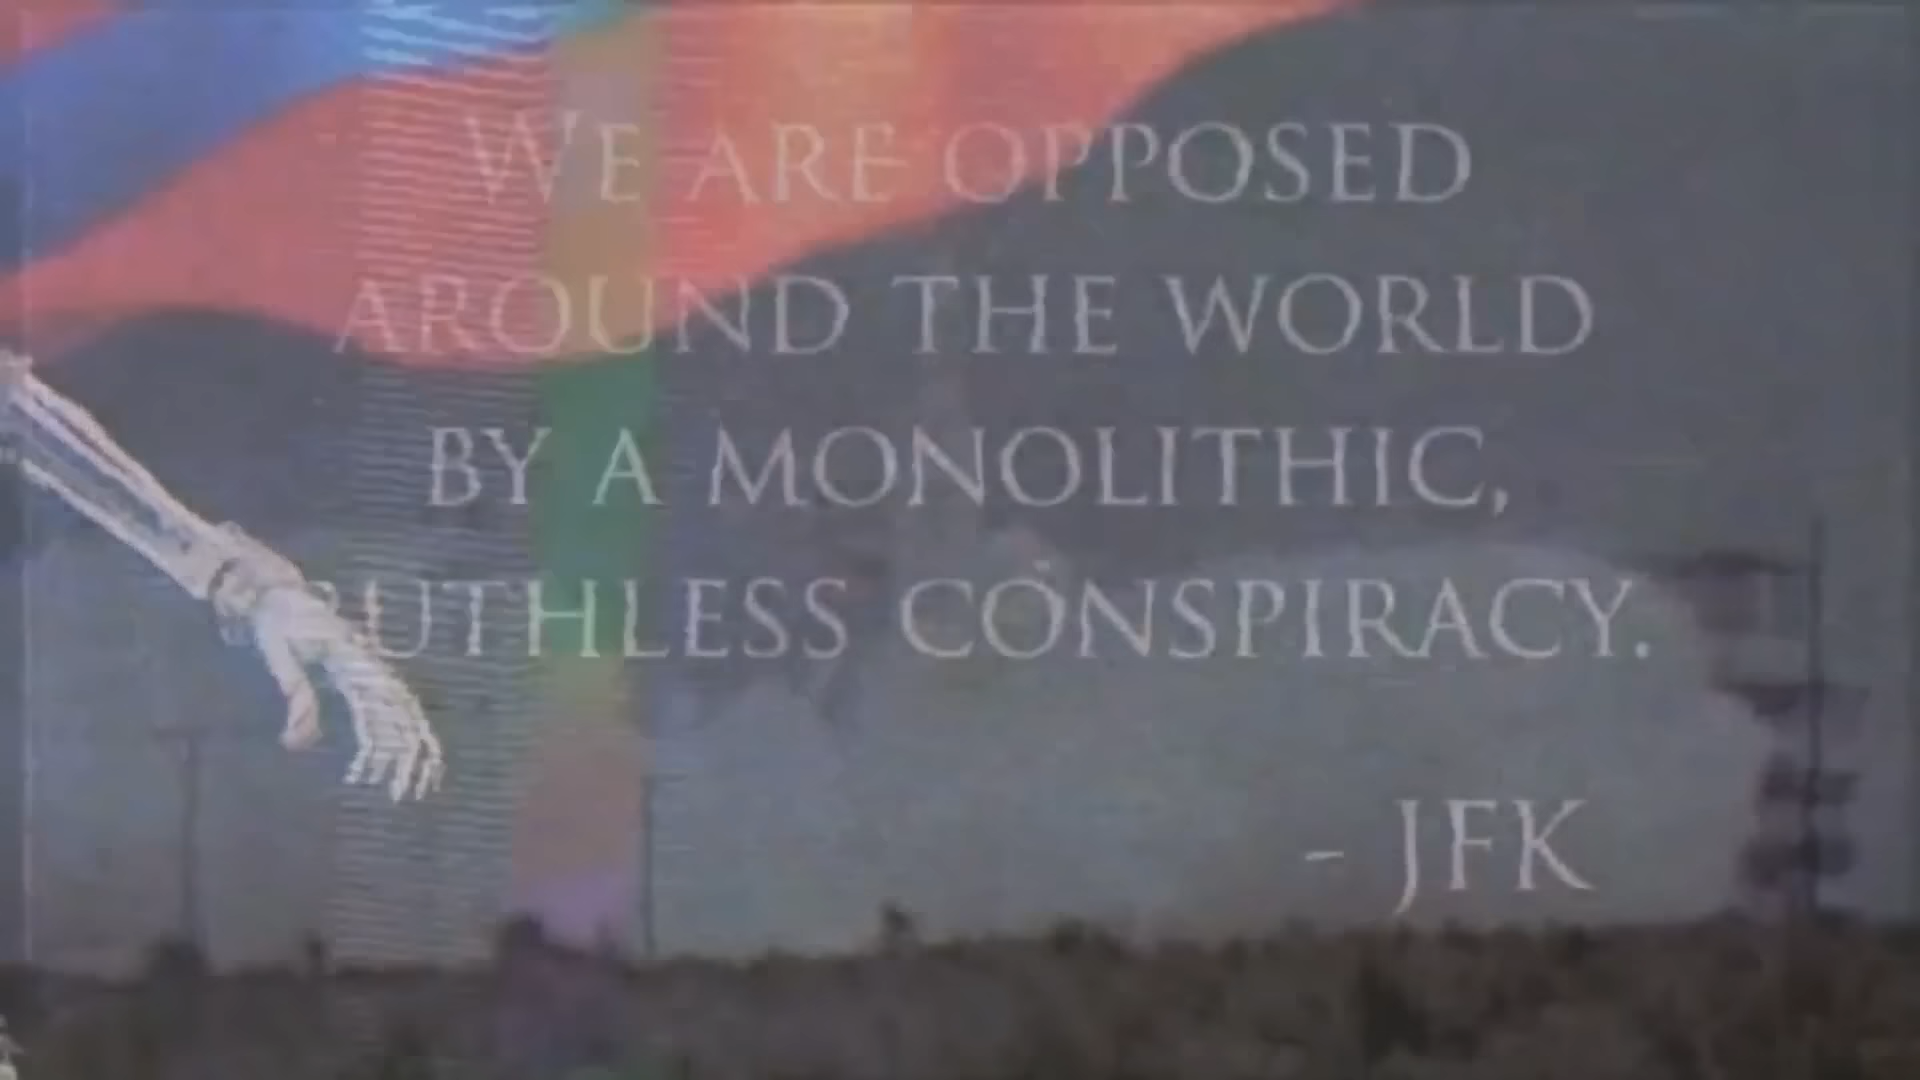 WE ARE OPPOSED
AROUND THE WORLD
BY A MONOLITHIC,
RUTHLESS CONSPIRACY.
- JFK